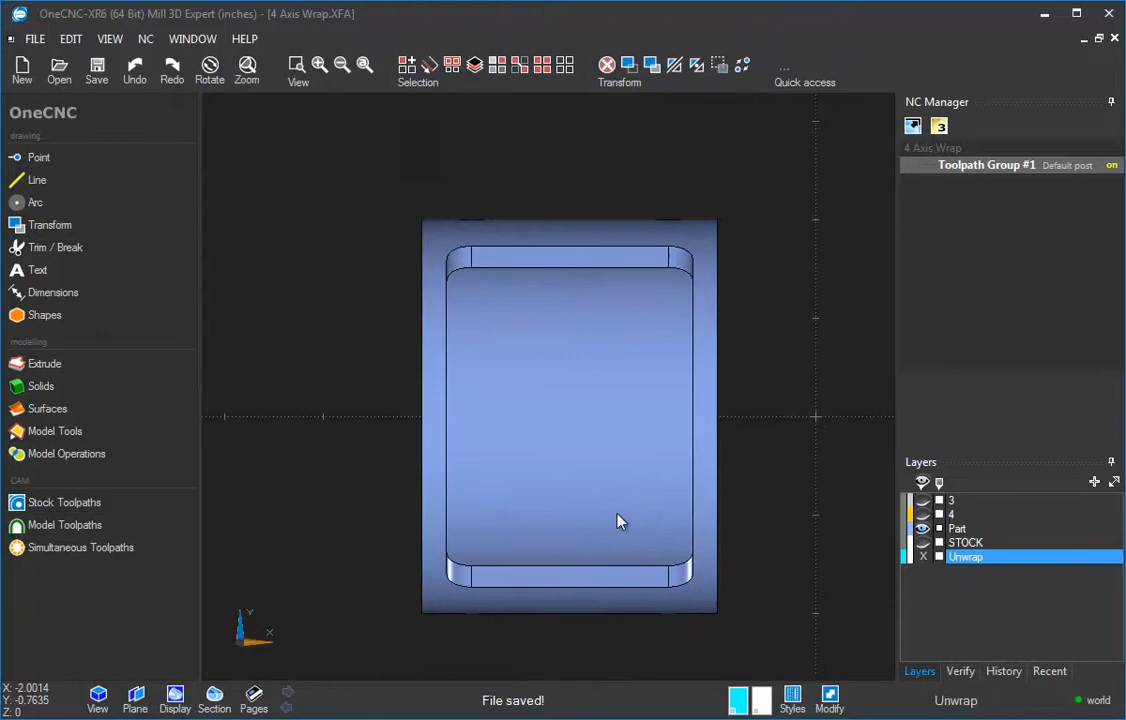 OneCNC-XR6 (64 Bit) Mill 3D Expert (inches) - [4 Axis Wrap.XFA]
FILE EDIT VIEW NC WINDOW HELP
New Open Save Undo Redo Rotate Zoom View Selection Transform ... Quick access
OneCNC
drawing
Point
Line
Arc
Transform
Trim / Break
Text
Dimensions
Shapes
modelling
Extrude
Solids
Surfaces
Model Tools
Model Operations
CAM
Stock Toolpaths
Model Toolpaths
Simultaneous Toolpaths
Y
X
NC Manager
3
4 Axis Wrap
Toolpath Group #1 Default post on
Layers
3
4
Part
STOCK
X Unwrap
Layers Verify History Recent
X: -2.0014
Y: -0.7635
Z: 0
View Plane Display Section Pages
File saved!
Styles Modify
Unwrap
world